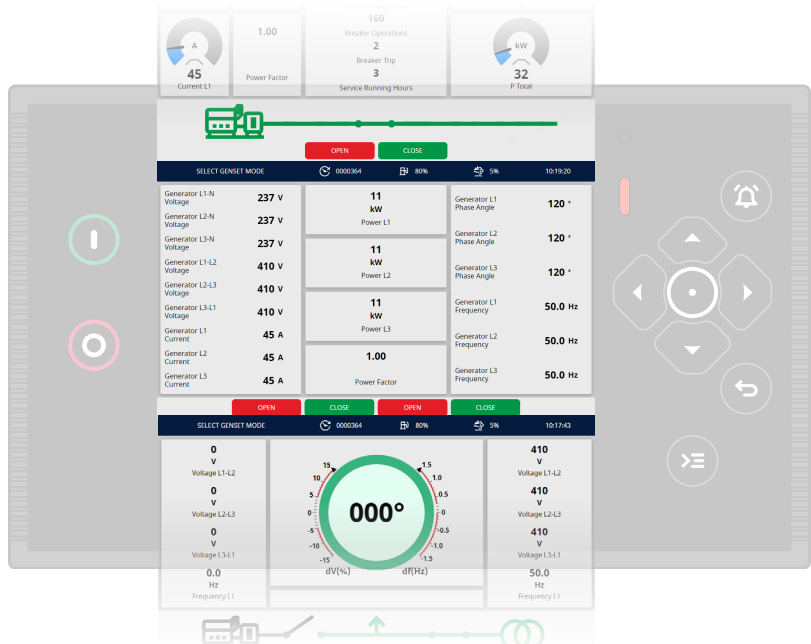 160
Breaker Operations
2
Breaker Trip
3
Service Running Hours
A
45
Current L1
1.00
Power Factor
kW
32
P Total
OPEN
CLOSE
SELECT GENSET MODE
0000364
80%
5%
10:19:20
Generator L1-N
Voltage
237 V
Generator L2-N
Voltage
237 V
Generator L3-N
Voltage
237 V
Generator L1-L2
Voltage
410 V
Generator L2-L3
Voltage
410 V
Generator L3-L1
Voltage
410 V
Generator L1
Current
45 A
Generator L2
Current
45 A
Generator L3
Current
45 A
11
kW
Power L1
11
kW
Power L2
11
kW
Power L3
1.00
Power Factor
Generator L1
Phase Angle
120 °
Generator L2
Phase Angle
120 °
Generator L3
Phase Angle
120 °
Generator L1
Frequency
50.0 Hz
Generator L2
Frequency
50.0 Hz
Generator L3
Frequency
50.0 Hz
OPEN
CLOSE
OPEN
CLOSE
SELECT GENSET MODE
0000364
80%
5%
10:17:43
0
V
Voltage L1-L2
0
V
Voltage L2-L3
0
V
Voltage L3-L1
0.0
Hz
Frequency L1
15
10
5
0
-5
-10
-15
dV(%)
000°
1.5
1.0
0.5
0
-0.5
-1.0
-1.5
df(Hz)
410
V
Voltage L1-L2
410
V
Voltage L2-L3
410
V
Voltage L3-L1
50.0
Hz
Frequency L1